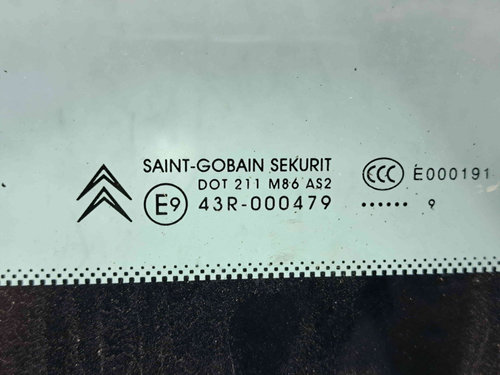 SAINT-GOBAIN SEKURIT
DOT 211 M86 AS2
E9 43R-000479
CCC E000191
...... 9